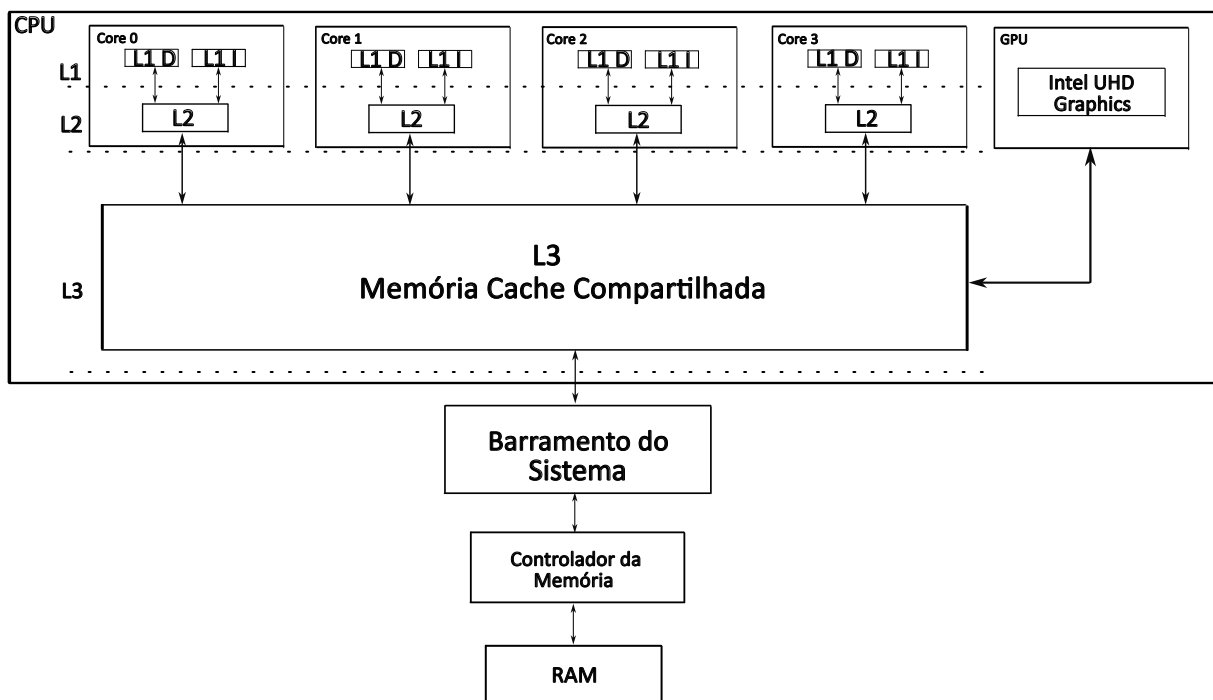 CPU
Core 0
L1 D
L1 I
L2
Core 1
L1 D
L1 I
L2
Core 2
L1 D
L1 I
L2
Core 3
L1 D
L1 I
L2
GPU
Intel UHD
Graphics
L1
L2
L3
L3
Memória Cache Compartilhada
Barramento do
Sistema
Controlador da
Memória
RAM